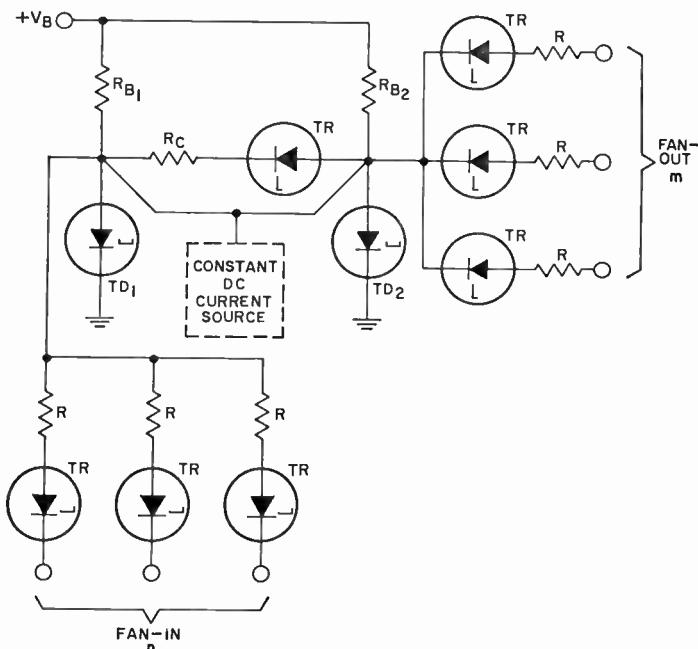 +VB
RB1
RB2
TR
R
L
RC
TR
L
TR
R
L
FAN-
OUT
m
TR
R
L
TD1
CONSTANT
DC
CURRENT
SOURCE
TD2
R
R
R
TR
TR
TR
FAN-IN